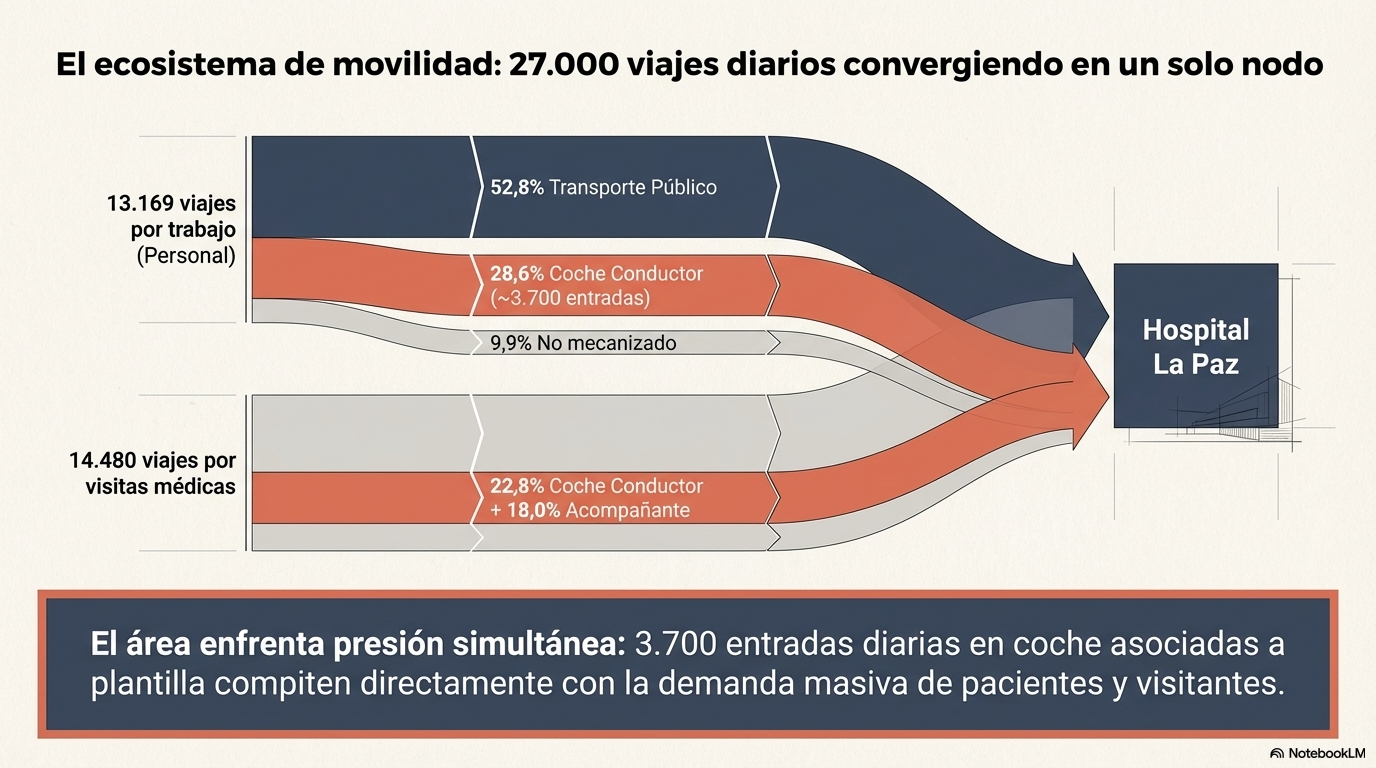 El ecosistema de movilidad: 27.000 viajes diarios convergiendo en un solo nodo
13.169 viajes
por trabajo
(Personal)
52,8% Transporte Público
28,6% Coche Conductor
(~3.700 entradas)
9,9% No mecanizado
14.480 viajes por
visitas médicas
22,8% Coche Conductor
+ 18,0% Acompañante
Hospital
La Paz
El área enfrenta presión simultánea: 3.700 entradas diarias en coche asociadas a
plantilla compiten directamente con la demanda masiva de pacientes y visitantes.
NotebookLM